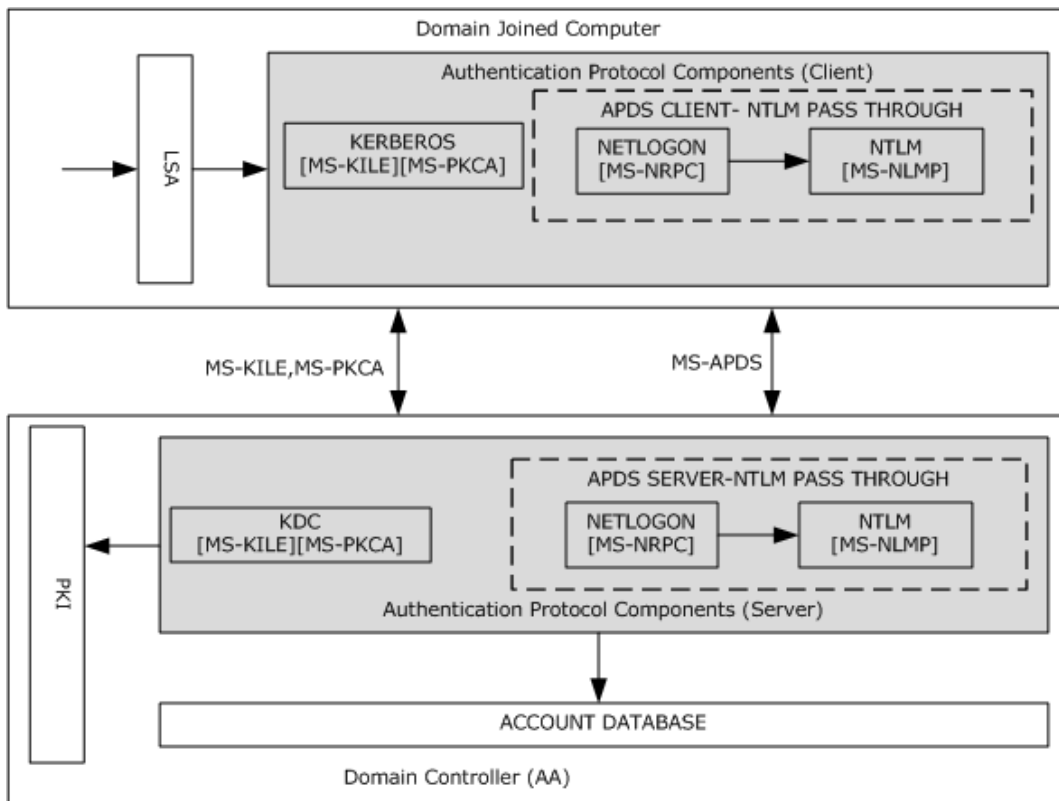 Domain Joined Computer
Authentication Protocol Components (Client)
LSA
APDS CLIENT- NTLM PASS THROUGH
KERBEROS
[MS-KILE][MS-PKCA]
NETLOGON
[MS-NRPC]
NTLM
[MS-NLMP]
MS-KILE,MS-PKCA
MS-APDS
PKI
APDS SERVER-NTLM PASS THROUGH
KDC
[MS-KILE][MS-PKCA]
NETLOGON
[MS-NRPC]
NTLM
[MS-NLMP]
Authentication Protocol Components (Server)
ACCOUNT DATABASE
Domain Controller (AA)